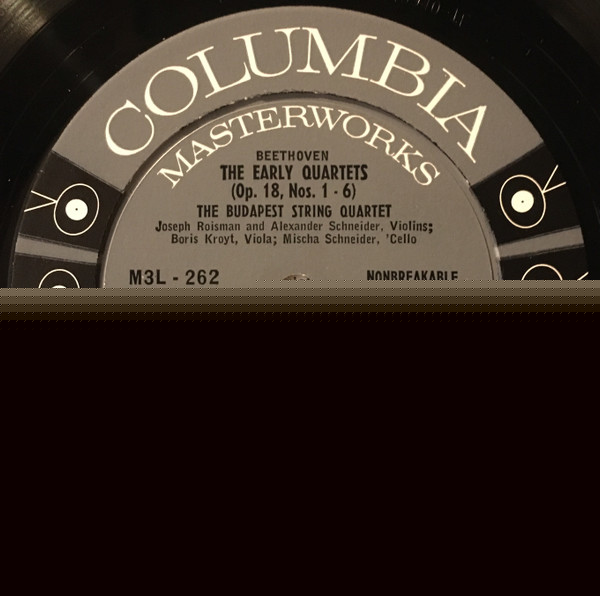 COLUMBIA
MASTERWORKS
BEETHOVEN
THE EARLY QUARTETS
(Op. 18, Nos. 1 - 6)
THE BUDAPEST STRING QUARTET
Joseph Roisman and Alexander Schneider, Violins;
Boris Kroyt, Viola; Mischa Schneider, 'Cello
M3L - 262 NONBREAKABLE